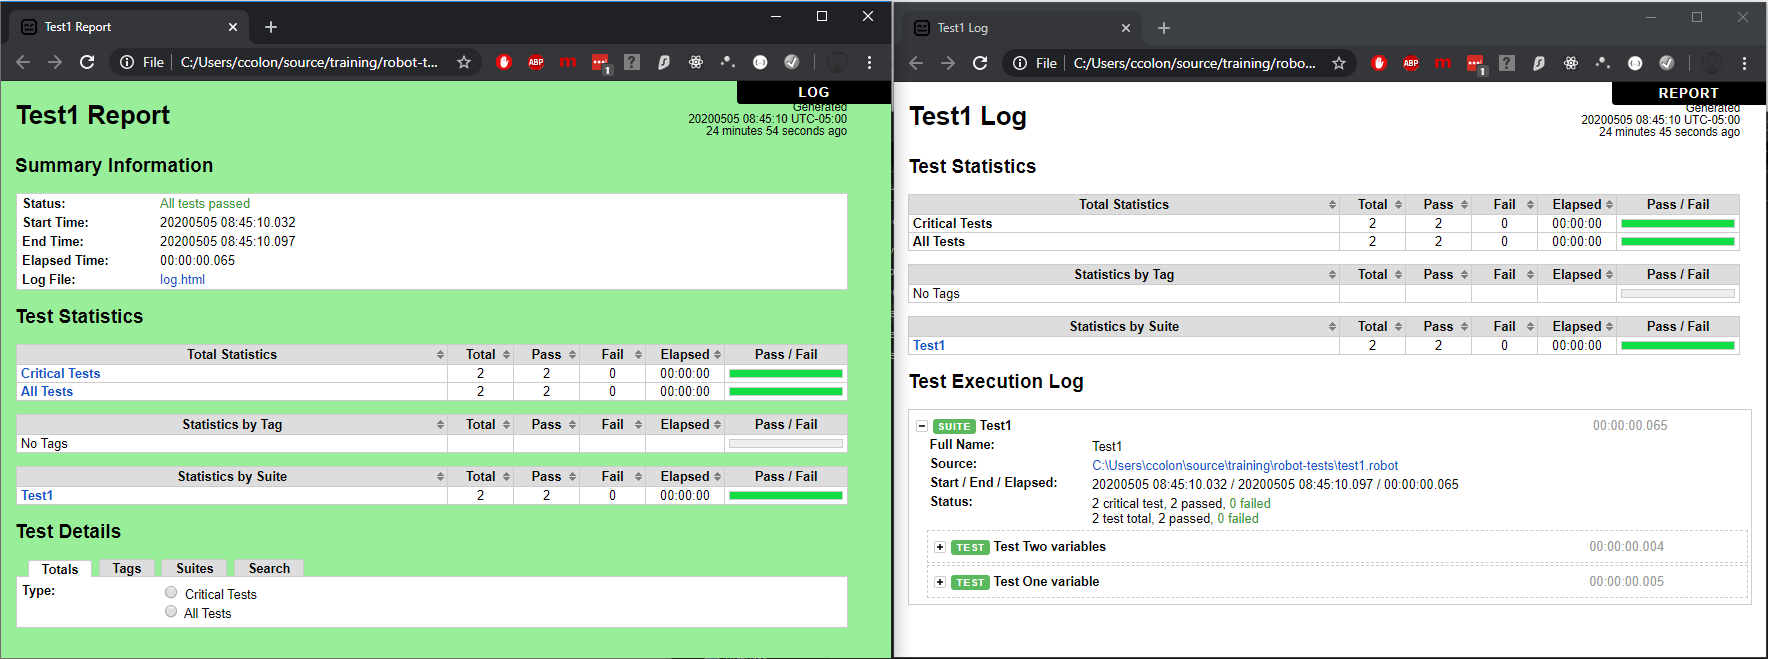 Test1 Report
File
C:/Users/ccolon/source/training/robot-t...
ABP
m
1
?
LOG
Test1 Report
Generated
20200505 08:45:10 UTC-05:00
24 minutes 54 seconds ago
Summary Information
Status: All tests passed
Start Time: 20200505 08:45:10.032
End Time: 20200505 08:45:10.097
Elapsed Time: 00:00:00.065
Log File: log.html
Test Statistics
Total Statistics Total Pass Fail Elapsed Pass / Fail
Critical Tests 2 2 0 00:00:00
All Tests 2 2 0 00:00:00
Statistics by Tag Total Pass Fail Elapsed Pass / Fail
No Tags
Statistics by Suite Total Pass Fail Elapsed Pass / Fail
Test1 2 2 0 00:00:00
Test Details
Totals Tags Suites Search
Type: Critical Tests
All Tests
Test1 Log
File
C:/Users/ccolon/source/training/robo...
ABP
m
1
?
REPORT
Test1 Log
Generated
20200505 08:45:10 UTC-05:00
24 minutes 45 seconds ago
Test Statistics
Total Statistics Total Pass Fail Elapsed Pass / Fail
Critical Tests 2 2 0 00:00:00
All Tests 2 2 0 00:00:00
Statistics by Tag Total Pass Fail Elapsed Pass / Fail
No Tags
Statistics by Suite Total Pass Fail Elapsed Pass / Fail
Test1 2 2 0 00:00:00
Test Execution Log
SUITE Test1 00:00:00.065
Full Name: Test1
Source: C:\Users\ccolon\source\training\robot-tests\test1.robot
Start / End / Elapsed: 20200505 08:45:10.032 / 20200505 08:45:10.097 / 00:00:00.065
Status: 2 critical test, 2 passed, 0 failed
2 test total, 2 passed, 0 failed
TEST Test Two variables 00:00:00.004
TEST Test One variable 00:00:00.005